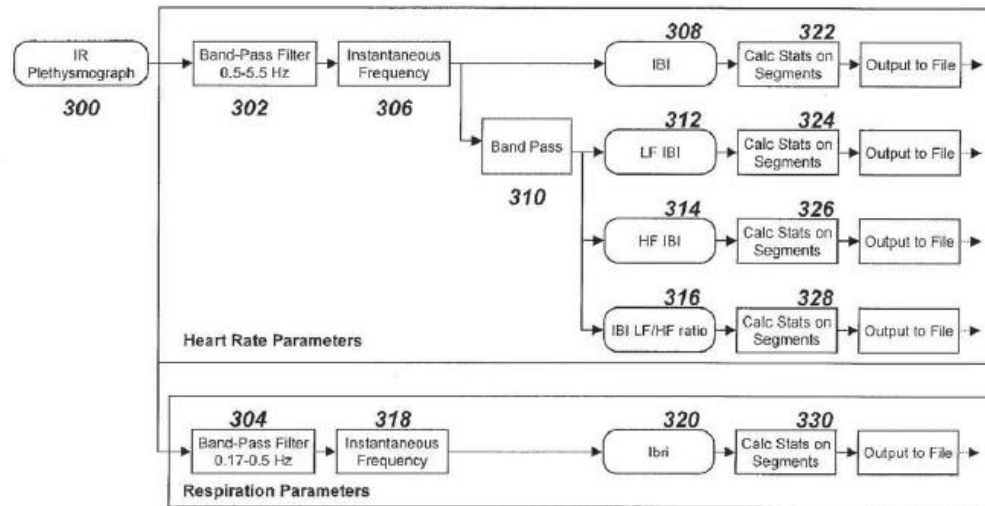 308
322
IR
Plethysmograph
Band-Pass Filter
0.5-5.5 Hz
Instantaneous
Frequency
IBI
Calc Stats on
Segments
Output to File
300
302
306
312
324
Band Pass
LF IBI
Calc Stats on
Segments
Output to File
310
314
326
HF IBI
Calc Stats on
Segments
Output to File
316
328
IBI LF/HF ratio
Calc Stats on
Segments
Output to File
Heart Rate Parameters
304
318
320
330
Band-Pass Filter
0.17-0.5 Hz
Instantaneous
Frequency
Ibri
Calc Stats on
Segments
Output to File
Respiration Parameters